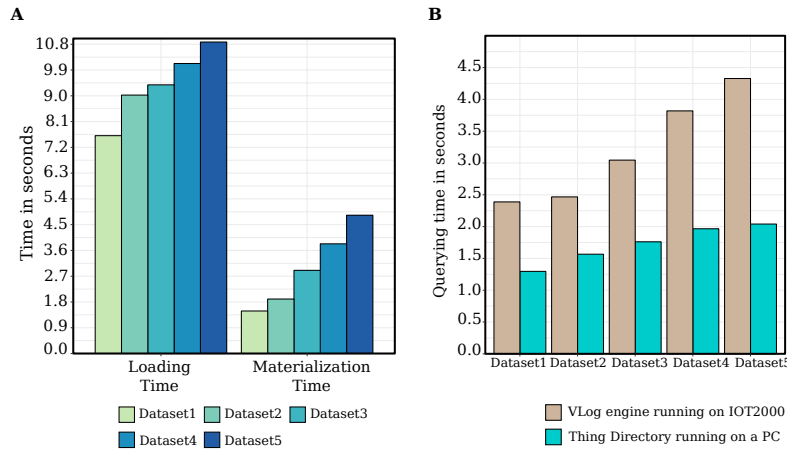 A
10.8
9.9
9.0
8.1
7.2
6.3
5.4
4.5
3.6
2.7
1.8
0.9
0.0
Time in seconds
Loading
Time
Materialization
Time
Dataset1 Dataset2 Dataset3
Dataset4 Dataset5
B
4.5
4.0
3.5
3.0
2.5
2.0
1.5
1.0
0.5
0.0
Querying time in seconds
Dataset1 Dataset2 Dataset3 Dataset4 Dataset5
VLog engine running on IOT2000
Thing Directory running on a PC